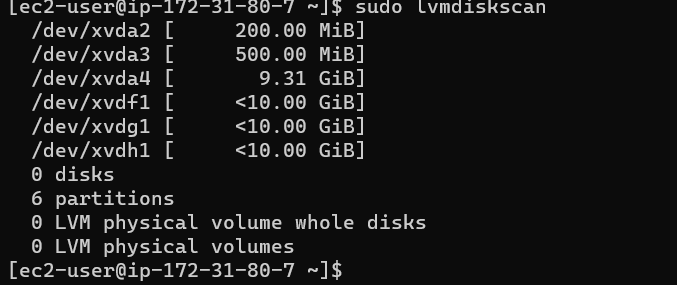 [ec2-user@ip-172-31-80-7 ~]$ sudo lvmdiskscan
  /dev/xvda2 [     200.00 MiB]
  /dev/xvda3 [     500.00 MiB]
  /dev/xvda4 [       9.31 GiB]
  /dev/xvdf1 [     <10.00 GiB]
  /dev/xvdg1 [     <10.00 GiB]
  /dev/xvdh1 [     <10.00 GiB]
  0 disks
  6 partitions
  0 LVM physical volume whole disks
  0 LVM physical volumes
[ec2-user@ip-172-31-80-7 ~]$